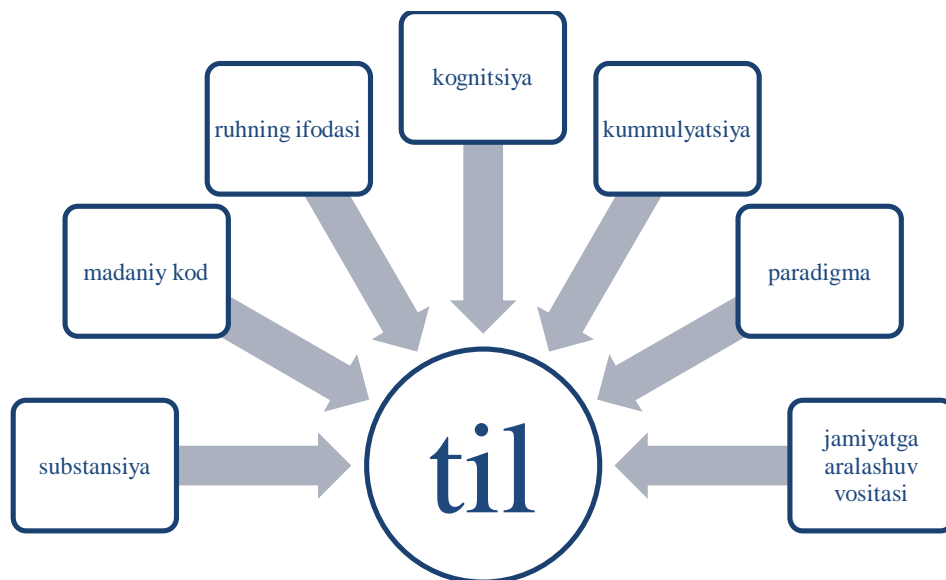 kognitsiya
ruhning ifodasi
kummulyatsiya
madaniy kod
paradigma
substansiya
til
jamiyatga
aralashuv
vositasi